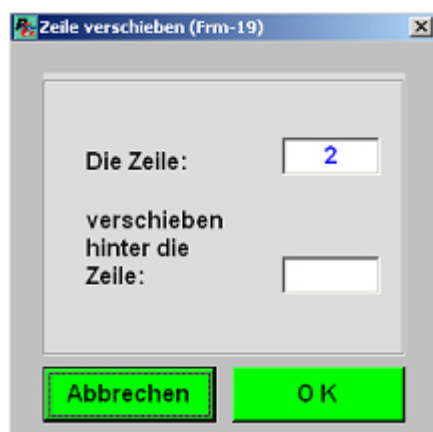 Zeile verschieben (Frm-19)
Die Zeile: 2
verschieben
hinter die
Zeile:
Abbrechen O K